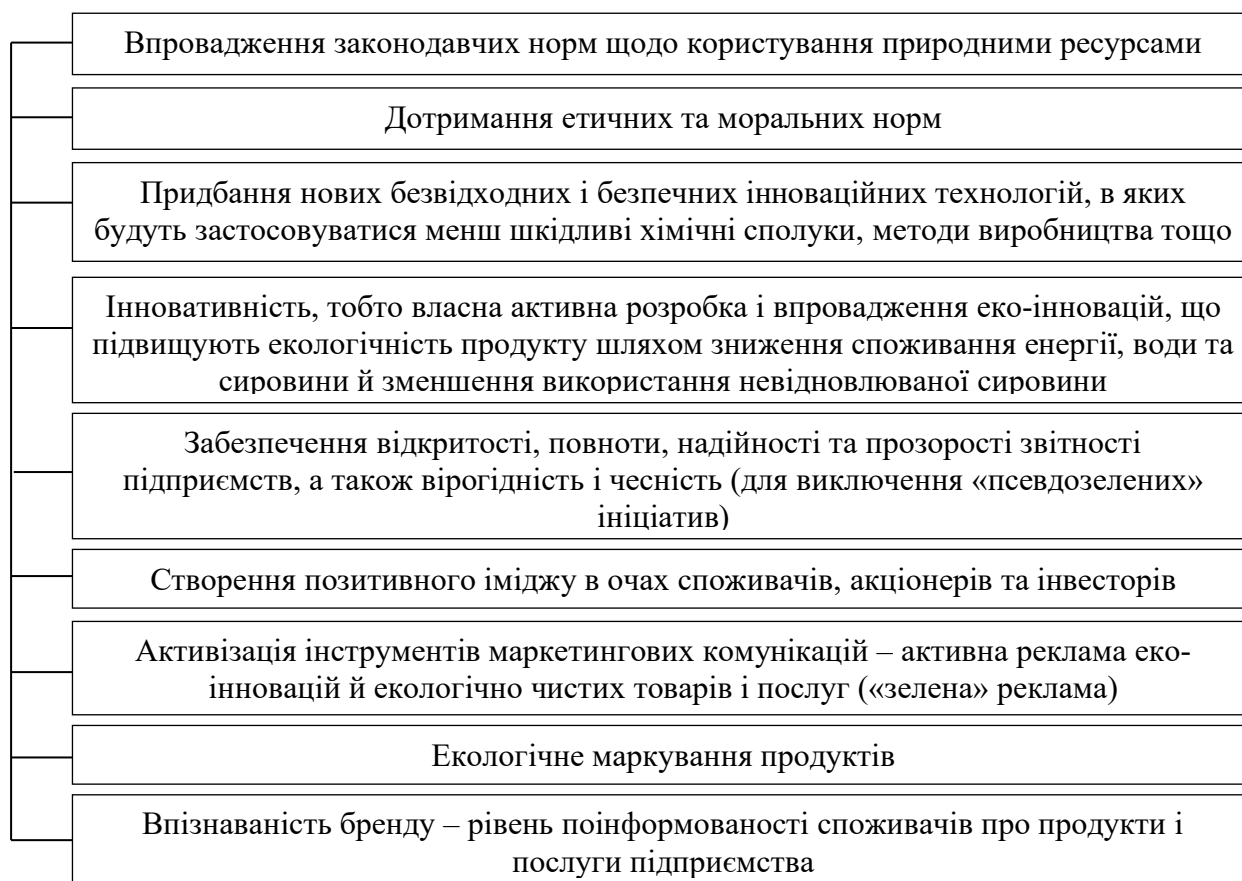 Впровадження законодавчих норм щодо користування природними ресурсами
Дотримання етичних та моральних норм
Придбання нових безвідходних і безпечних інноваційних технологій, в яких
будуть застосовуватися менш шкідливі хімічні сполуки, методи виробництва тощо
Інновативність, тобто власна активна розробка і впровадження еко-інновацій, що
підвищують екологічність продукту шляхом зниження споживання енергії, води та
сировини й зменшення використання невідновлюваної сировини
Забезпечення відкритості, повноти, надійності та прозорості звітності
підприємств, а також вірогідність і чесність (для виключення «псевдозелених»
ініціатив)
Створення позитивного іміджу в очах споживачів, акціонерів та інвесторів
Активізація інструментів маркетингових комунікацій – активна реклама еко-
інновацій й екологічно чистих товарів і послуг («зелена» реклама)
Екологічне маркування продуктів
Впізнаваність бренду – рівень поінформованості споживачів про продукти і
послуги підприємства